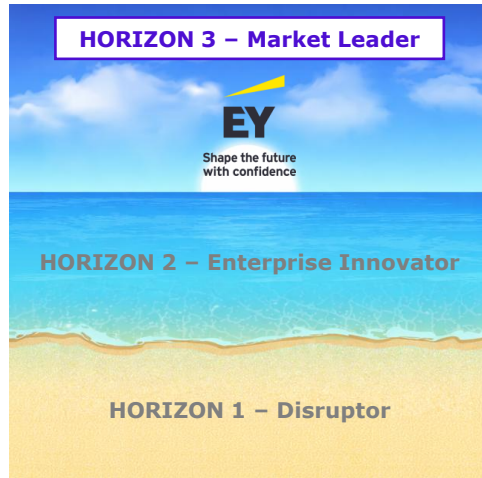 HORIZON 3 – Market Leader
EY
Shape the future
with confidence
HORIZON 2 – Enterprise Innovator
HORIZON 1 – Disruptor